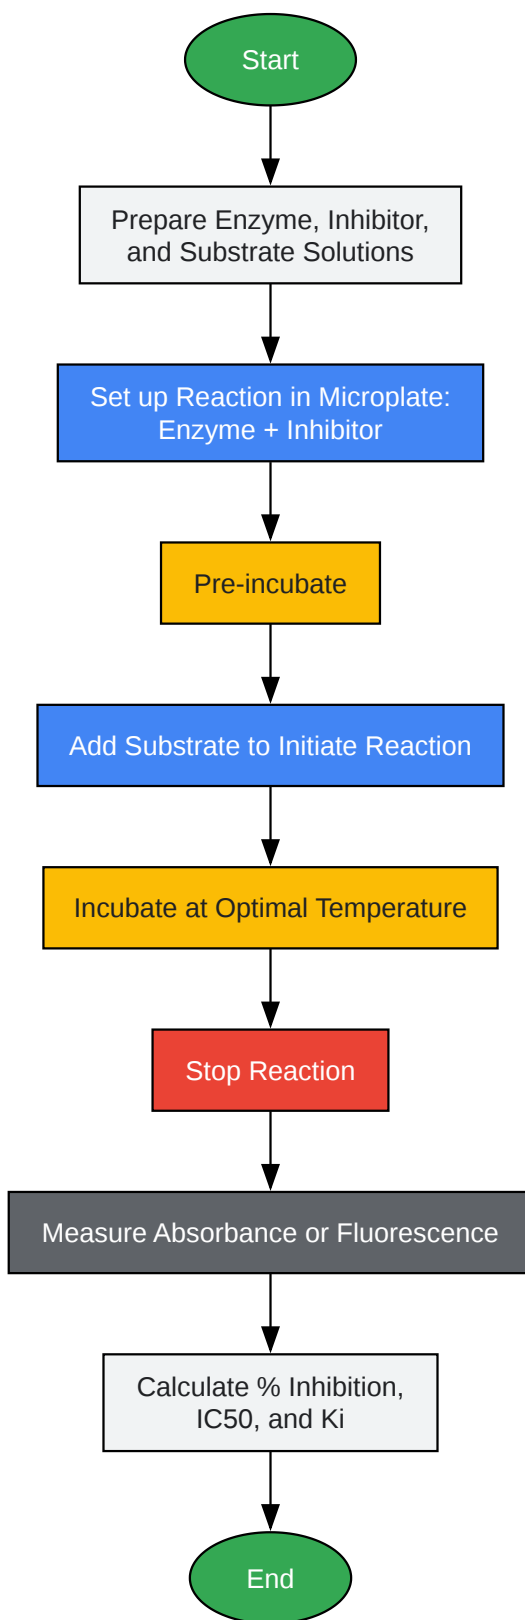 Start
Prepare Enzyme, Inhibitor,
and Substrate Solutions
Set up Reaction in Microplate:
Enzyme + Inhibitor
Pre-incubate
Add Substrate to Initiate Reaction
Incubate at Optimal Temperature
Stop Reaction
Measure Absorbance or Fluorescence
Calculate % Inhibition,
IC50, and Ki
End